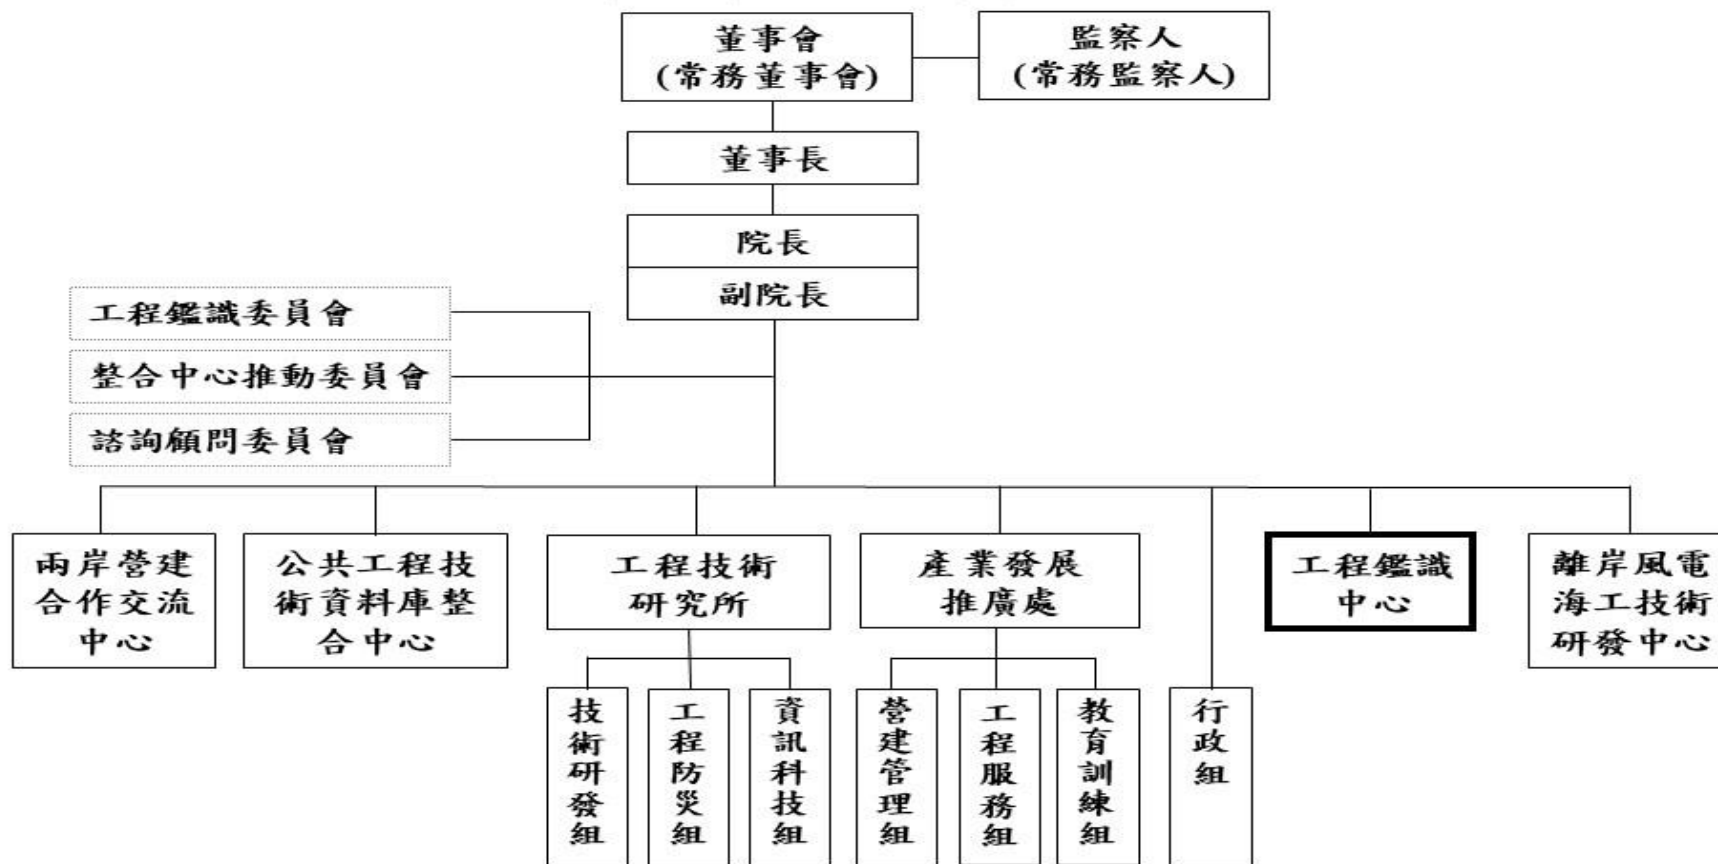 董事會
(常務董事會)
監察人
(常務監察人)
董事長
院長
副院長
工程鑑識委員會
整合中心推動委員會
諮詢顧問委員會
兩岸營建
合作交流
中心
公共工程技
術資料庫整
合中心
工程技術
研究所
產業發展
推廣處
工程鑑識
中心
離岸風電
海工技術
研發中心
技術研發組
工程防災組
資訊科技組
營建管理組
工程服務組
教育訓練組
行政組